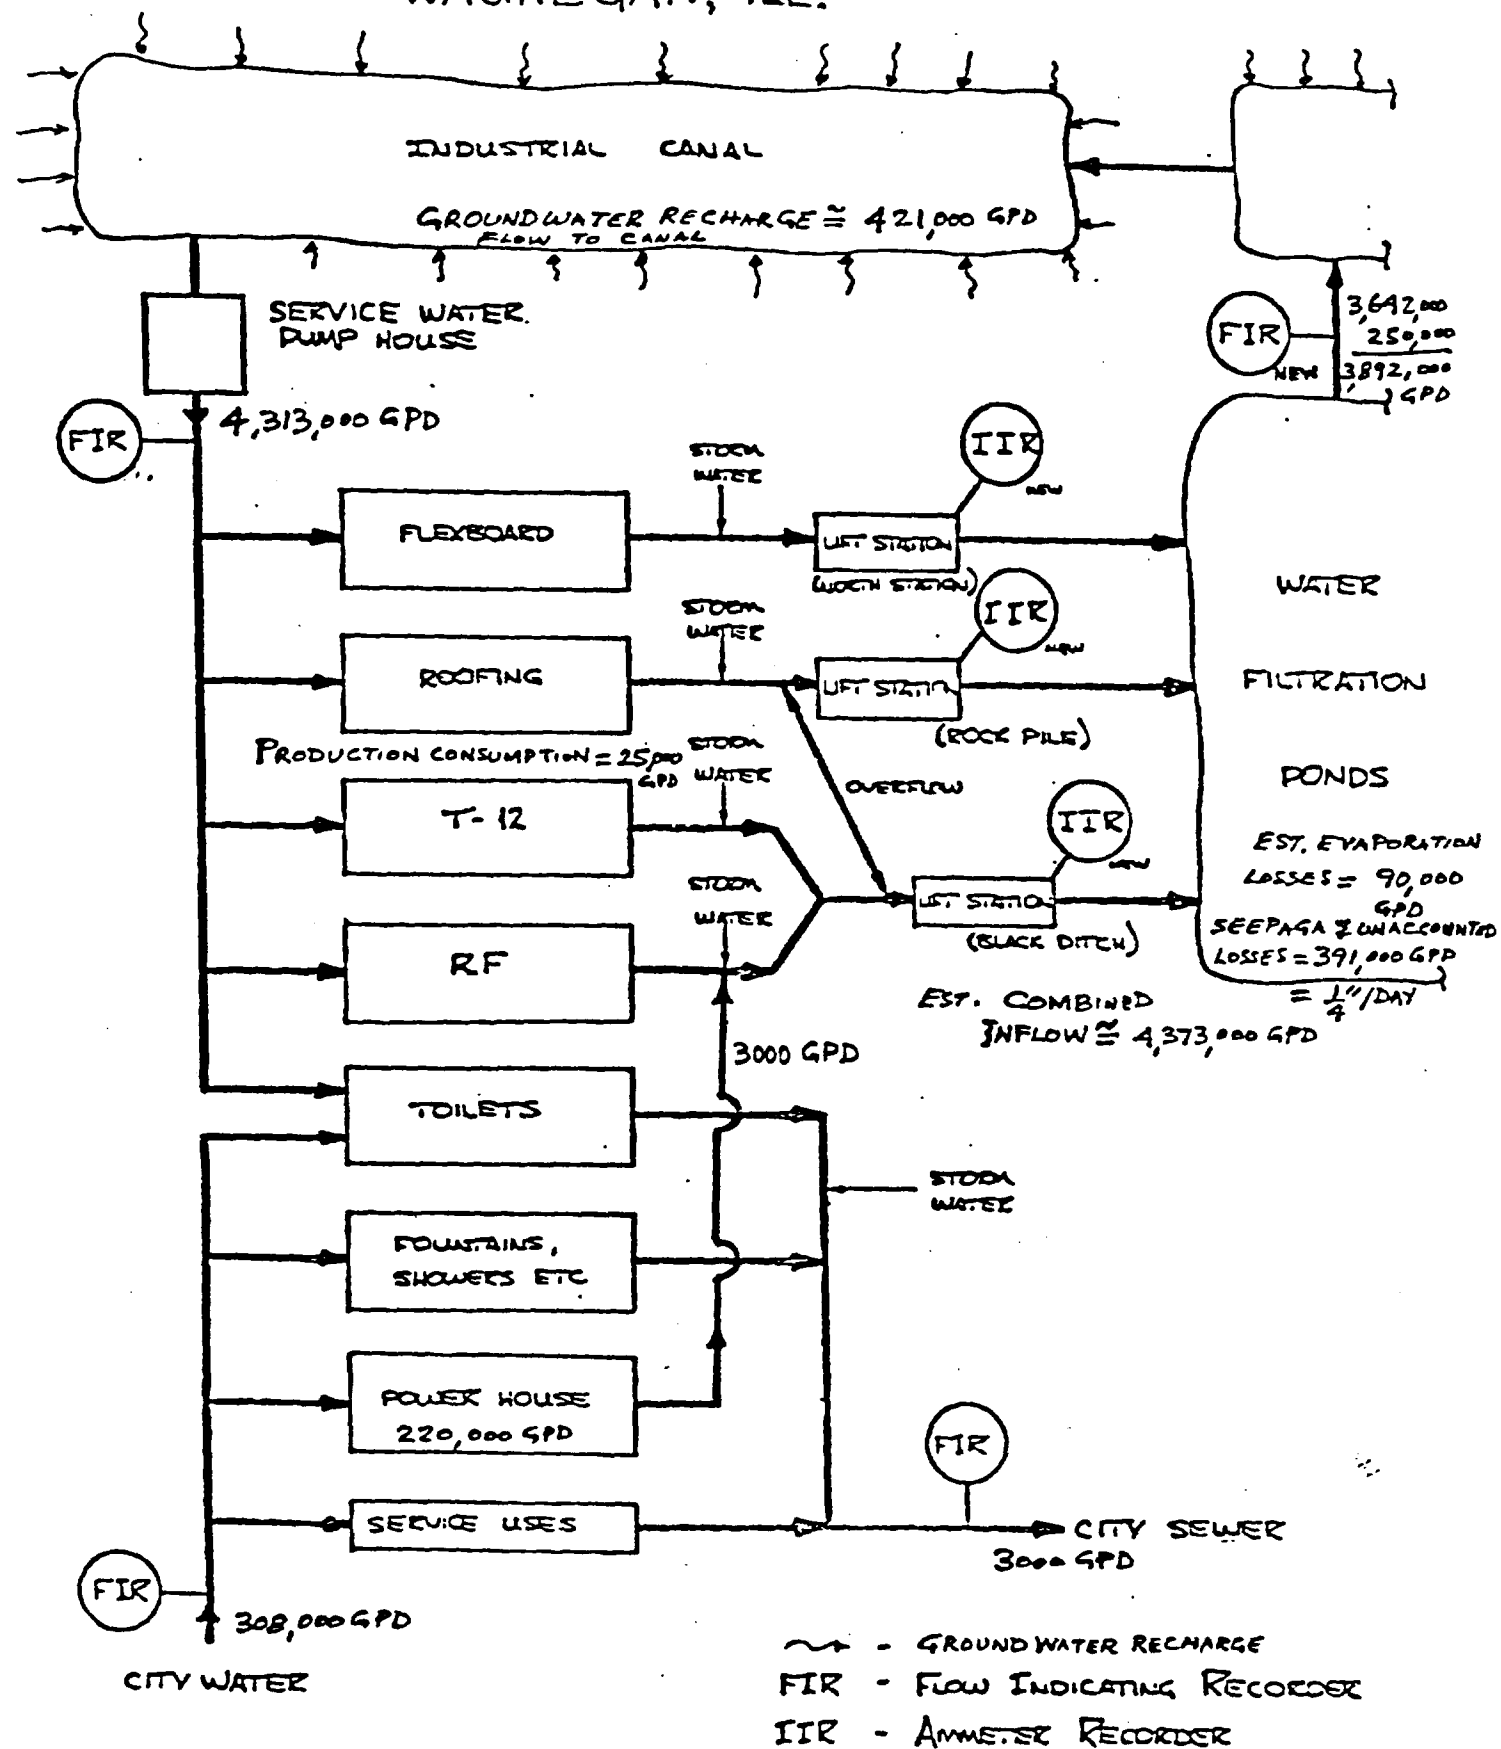 INDUSTRIAL CANAL
GROUNDWATER RECHARGE ≅ 421,000 GPD
FLOW TO CANAL
SERVICE WATER
PUMP HOUSE
FIR
4,313,000 GPD
FIR
NEW
3,642,000
250,000
3,892,000
GPD
FLEXBOARD
STORM
WATER
LIFT STATION
(NORTH STATION)
IIR
NEW
ROOFING
STORM
WATER
LIFT STATION
(ROCK PILE)
IIR
NEW
PRODUCTION CONSUMPTION = 25,000
GPD
T-12
STORM
WATER
OVERFLOW
RF
STORM
WATER
LIFT STATION
(BLACK DITCH)
IIR
NEW
WATER
FILTRATION
PONDS
EST. EVAPORATION
LOSSES = 90,000
GPD
SEEPAGA & UNACCOUNTED
LOSSES = 391,000 GPD
= 1/4"/DAY
EST. COMBINED
INFLOW ≅ 4,373,000 GPD
3000 GPD
TOILETS
STORM
WATER
FOUNTAINS,
SHOWERS ETC
POWER HOUSE
220,000 GPD
SERVICE USES
FIR
CITY SEWER
3000 GPD
FIR
308,000 GPD
CITY WATER
- GROUNDWATER RECHARGE
FIR - FLOW INDICATING RECORDER
IIR - AMMETER RECORDER